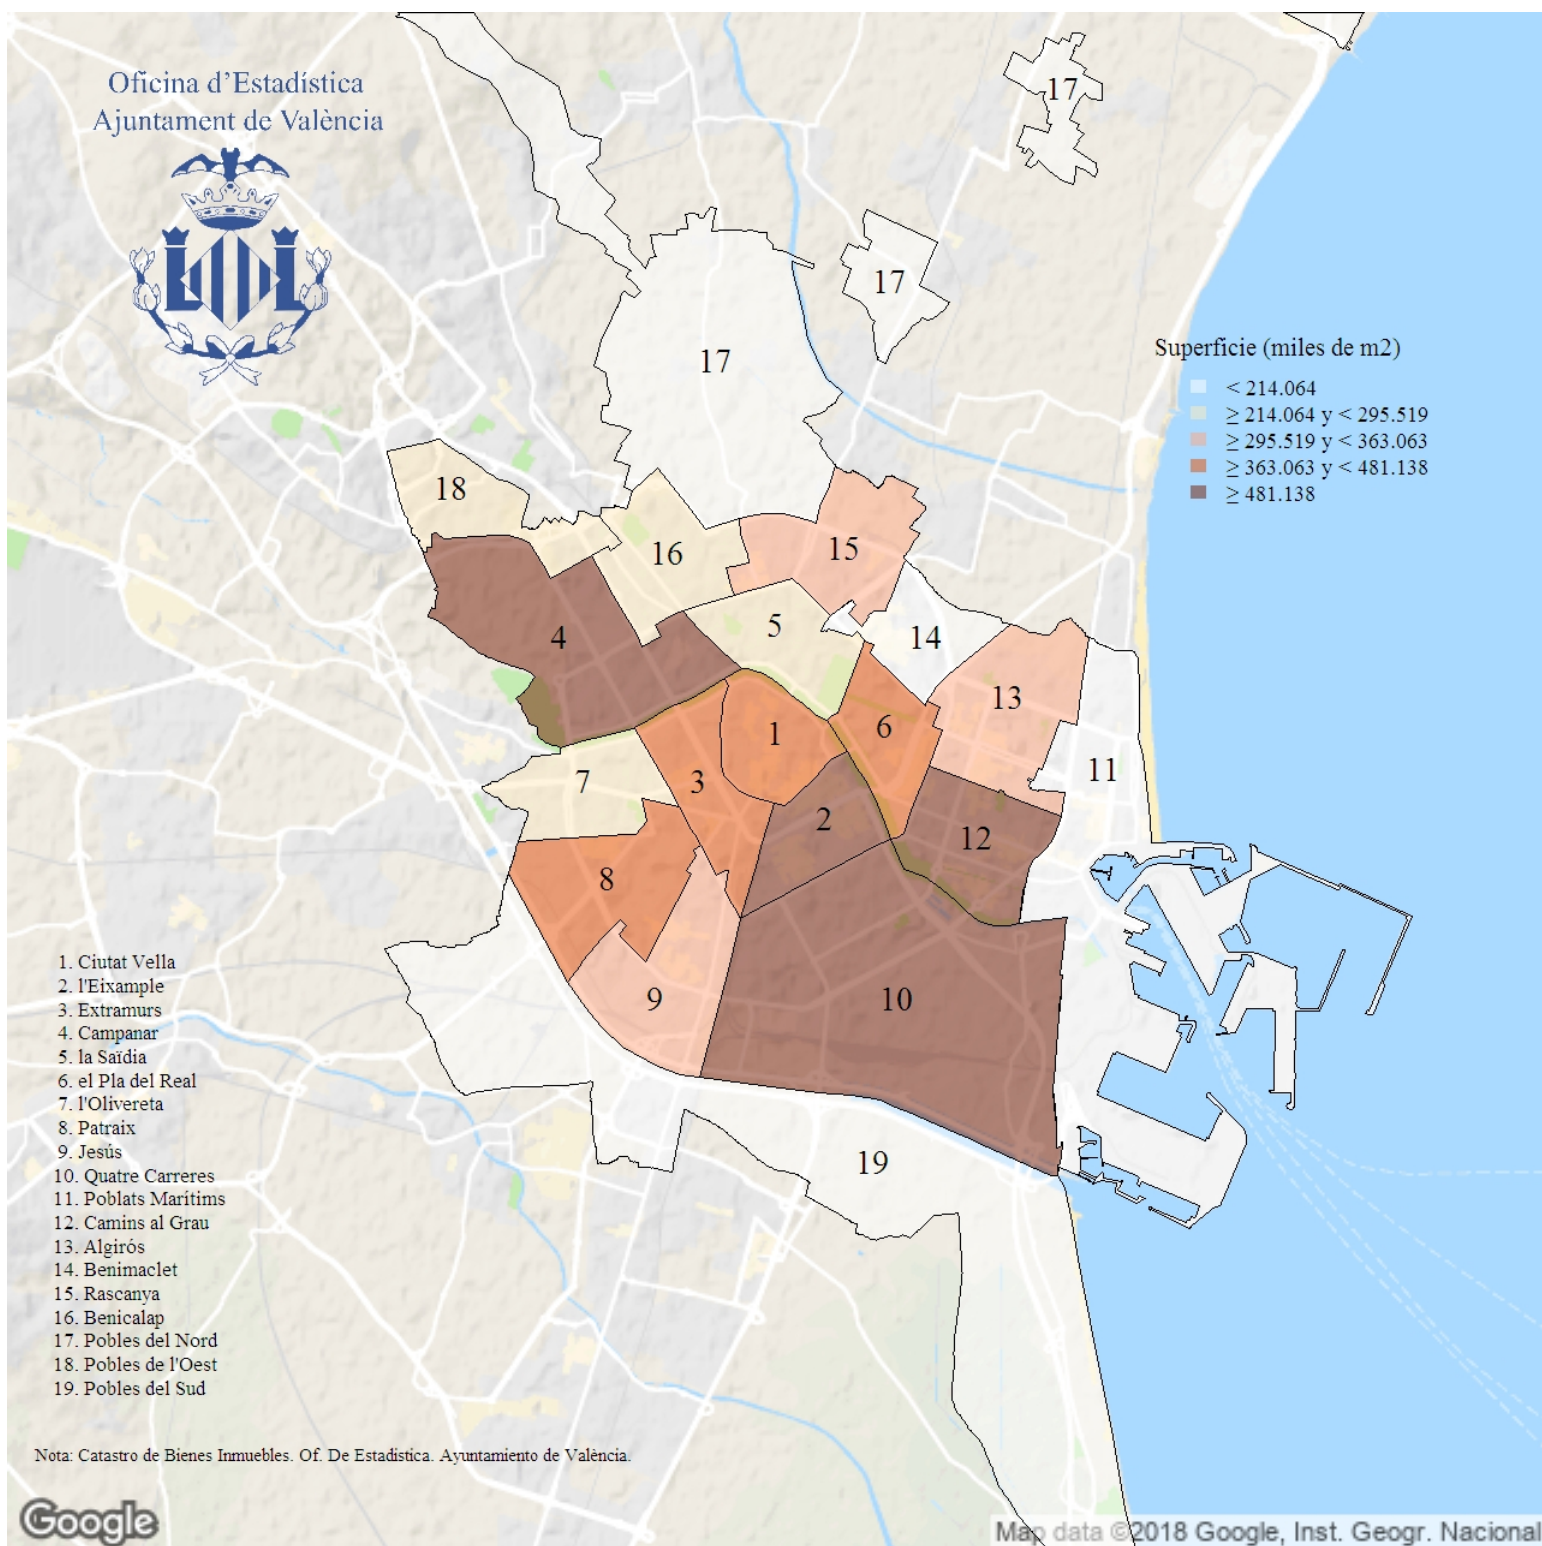 Oficina d'Estadística
Ajuntament de València
17
17
17
Superficie (miles de m2)
< 214.064
≥ 214.064 y < 295.519
≥ 295.519 y < 363.063
≥ 363.063 y < 481.138
≥ 481.138
18
16
15
4
5
14
13
6
1
11
7
3
2
12
8
9
10
19
1. Ciutat Vella
2. l'Eixample
3. Extramurs
4. Campanar
5. la Saïdia
6. el Pla del Real
7. l'Olivereta
8. Patraix
9. Jesús
10. Quatre Carreres
11. Poblats Marítims
12. Camins al Grau
13. Algirós
14. Benimaclet
15. Rascanya
16. Benicalap
17. Pobles del Nord
18. Pobles de l'Oest
19. Pobles del Sud
Nota: Catastro de Bienes Inmuebles. Of. De Estadística. Ayuntamiento de València.
Google
Map data ©2018 Google, Inst. Geogr. Nacional